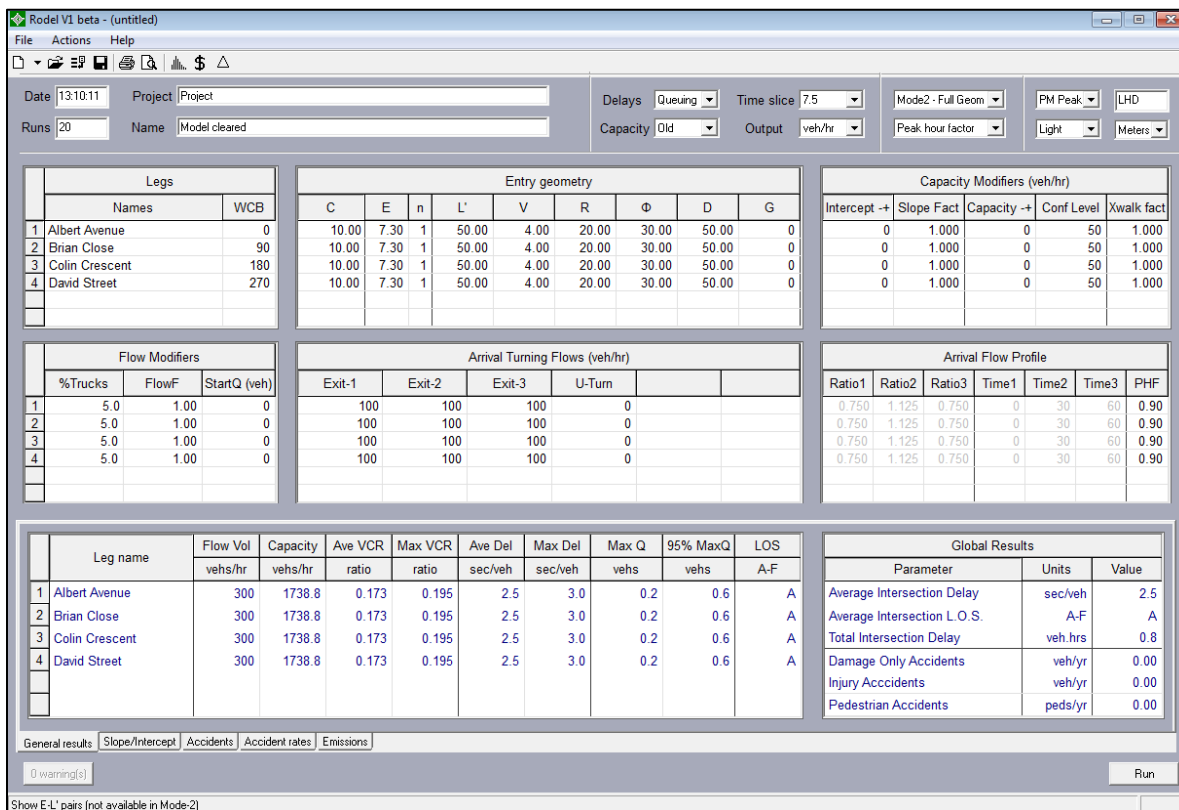 Rodel V1 beta - (untitled)
File Actions Help
Date 13:10:11 Project Project Delays Queuing Time slice 7.5 Mode2 - Full Geom PM Peak LHD
Runs 20 Name Model cleared Capacity Old Output veh/hr Peak hour factor Light Meters
Legs Entry geometry Capacity Modifiers (veh/hr)
Names WCB C E n L' V R Φ D G Intercept -+ Slope Fact Capacity -+ Conf Level Xwalk fact
1 Albert Avenue 0 10.00 7.30 1 50.00 4.00 20.00 30.00 50.00 0 0 1.000 0 50 1.000
2 Brian Close 90 10.00 7.30 1 50.00 4.00 20.00 30.00 50.00 0 0 1.000 0 50 1.000
3 Colin Crescent 180 10.00 7.30 1 50.00 4.00 20.00 30.00 50.00 0 0 1.000 0 50 1.000
4 David Street 270 10.00 7.30 1 50.00 4.00 20.00 30.00 50.00 0 0 1.000 0 50 1.000
Flow Modifiers Arrival Turning Flows (veh/hr) Arrival Flow Profile
%Trucks FlowF StartQ (veh) Exit-1 Exit-2 Exit-3 U-Turn Ratio1 Ratio2 Ratio3 Time1 Time2 Time3 PHF
1 5.0 1.00 0 100 100 100 0 0.750 1.125 0.750 0 30 60 0.90
2 5.0 1.00 0 100 100 100 0 0.750 1.125 0.750 0 30 60 0.90
3 5.0 1.00 0 100 100 100 0 0.750 1.125 0.750 0 30 60 0.90
4 5.0 1.00 0 100 100 100 0 0.750 1.125 0.750 0 30 60 0.90
Leg name Flow Vol Capacity Ave VCR Max VCR Ave Del Max Del Max Q 95% MaxQ LOS Global Results
vehs/hr vehs/hr ratio ratio sec/veh sec/veh vehs vehs A-F Parameter Units Value
1 Albert Avenue 300 1738.8 0.173 0.195 2.5 3.0 0.2 0.6 A Average Intersection Delay sec/veh 2.5
2 Brian Close 300 1738.8 0.173 0.195 2.5 3.0 0.2 0.6 A Average Intersection L.O.S. A-F A
3 Colin Crescent 300 1738.8 0.173 0.195 2.5 3.0 0.2 0.6 A Total Intersection Delay veh.hrs 0.8
4 David Street 300 1738.8 0.173 0.195 2.5 3.0 0.2 0.6 A Damage Only Accidents veh/yr 0.00
Injury Acccidents veh/yr 0.00
Pedestrian Accidents peds/yr 0.00
General results Slope/Intercept Accidents Accident rates Emissions
0 warning(s) Run
Show E-L' pairs (not available in Mode-2)